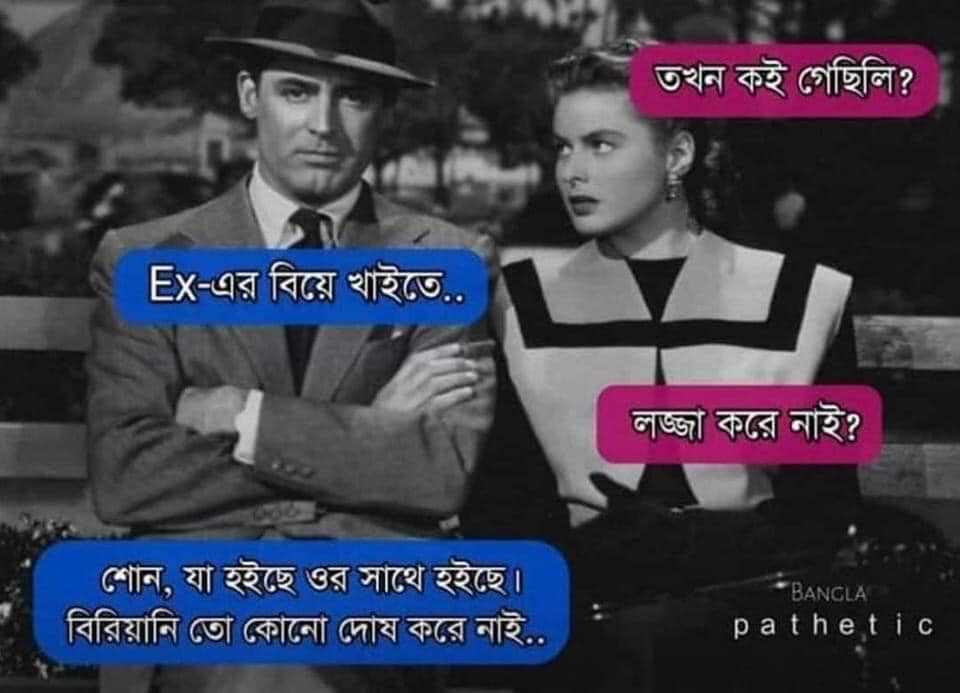 তখন কই গেছিলি?
Ex-এর বিয়ে খাইতে..
লজ্জা করে নাই?
শোন, যা হইছে ওর সাথে হইছে।
বিরিয়ানি তো কোনো দোষ করে নাই..
BANGLA
pathetic